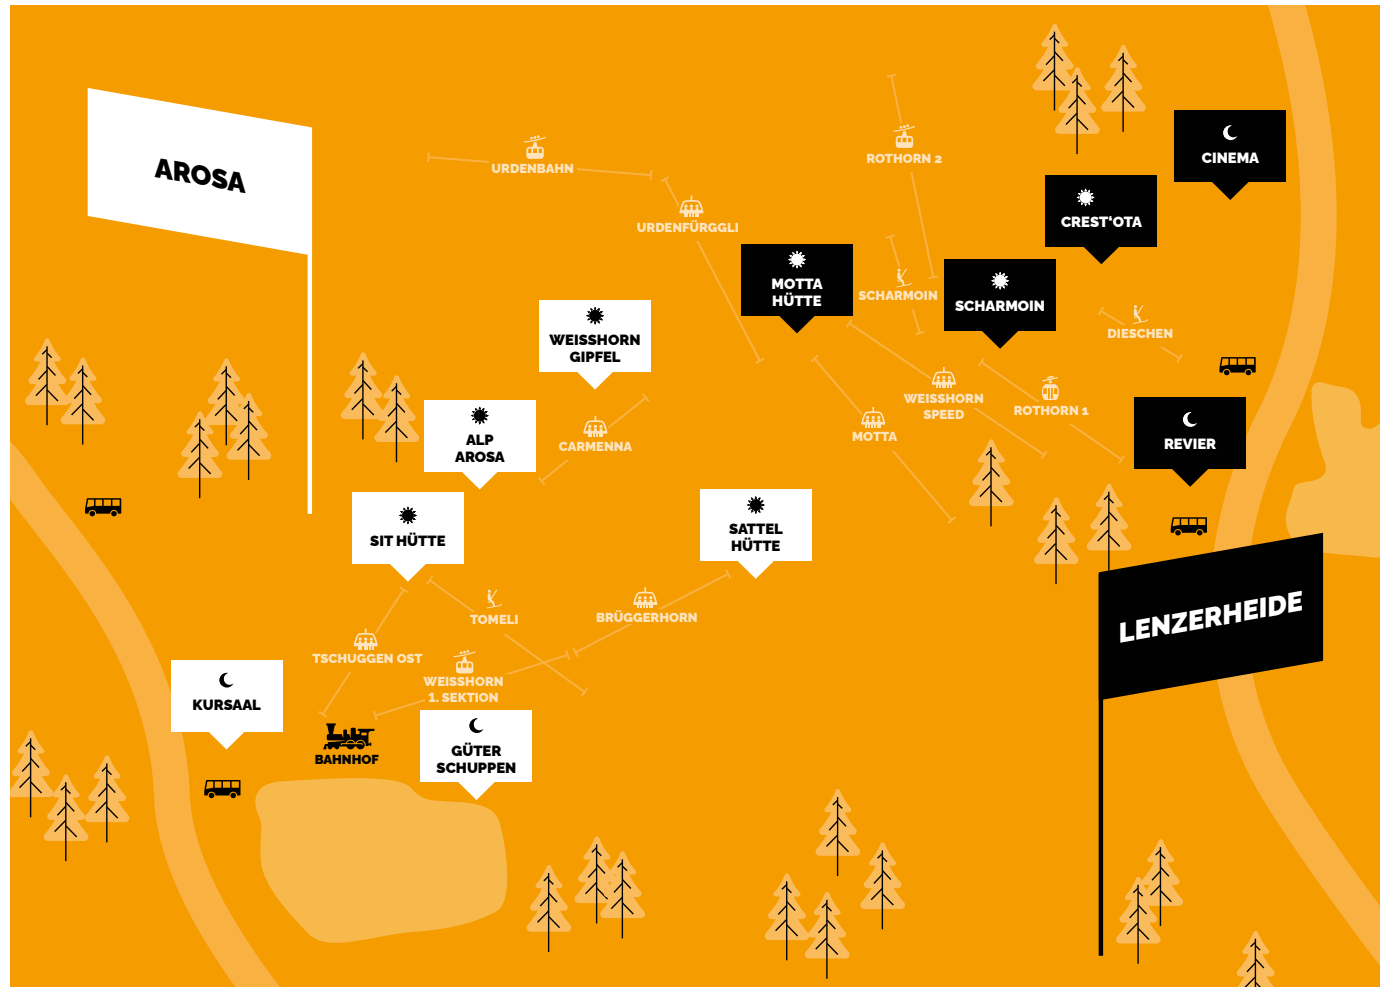 AROSA
URDENBAHN
ROTHORN 2
CINEMA
CREST‘OTA
URDENFÜRGGLI
MOTTA
HÜTTE
SCHARMOIN
SCHARMOIN
DIESCHEN
WEISSHORN
GIPFEL
WEISSHORN
SPEED
ROTHORN 1
MOTTA
REVIER
ALP
AROSA
CARMENNA
SIT HÜTTE
SATTEL
HÜTTE
LENZERHEIDE
TOMELI
BRÜGGERHORN
TSCHUGGEN OST
WEISSHORN
1. SEKTION
KURSAAL
BAHNHOF
GÜTER
SCHUPPEN